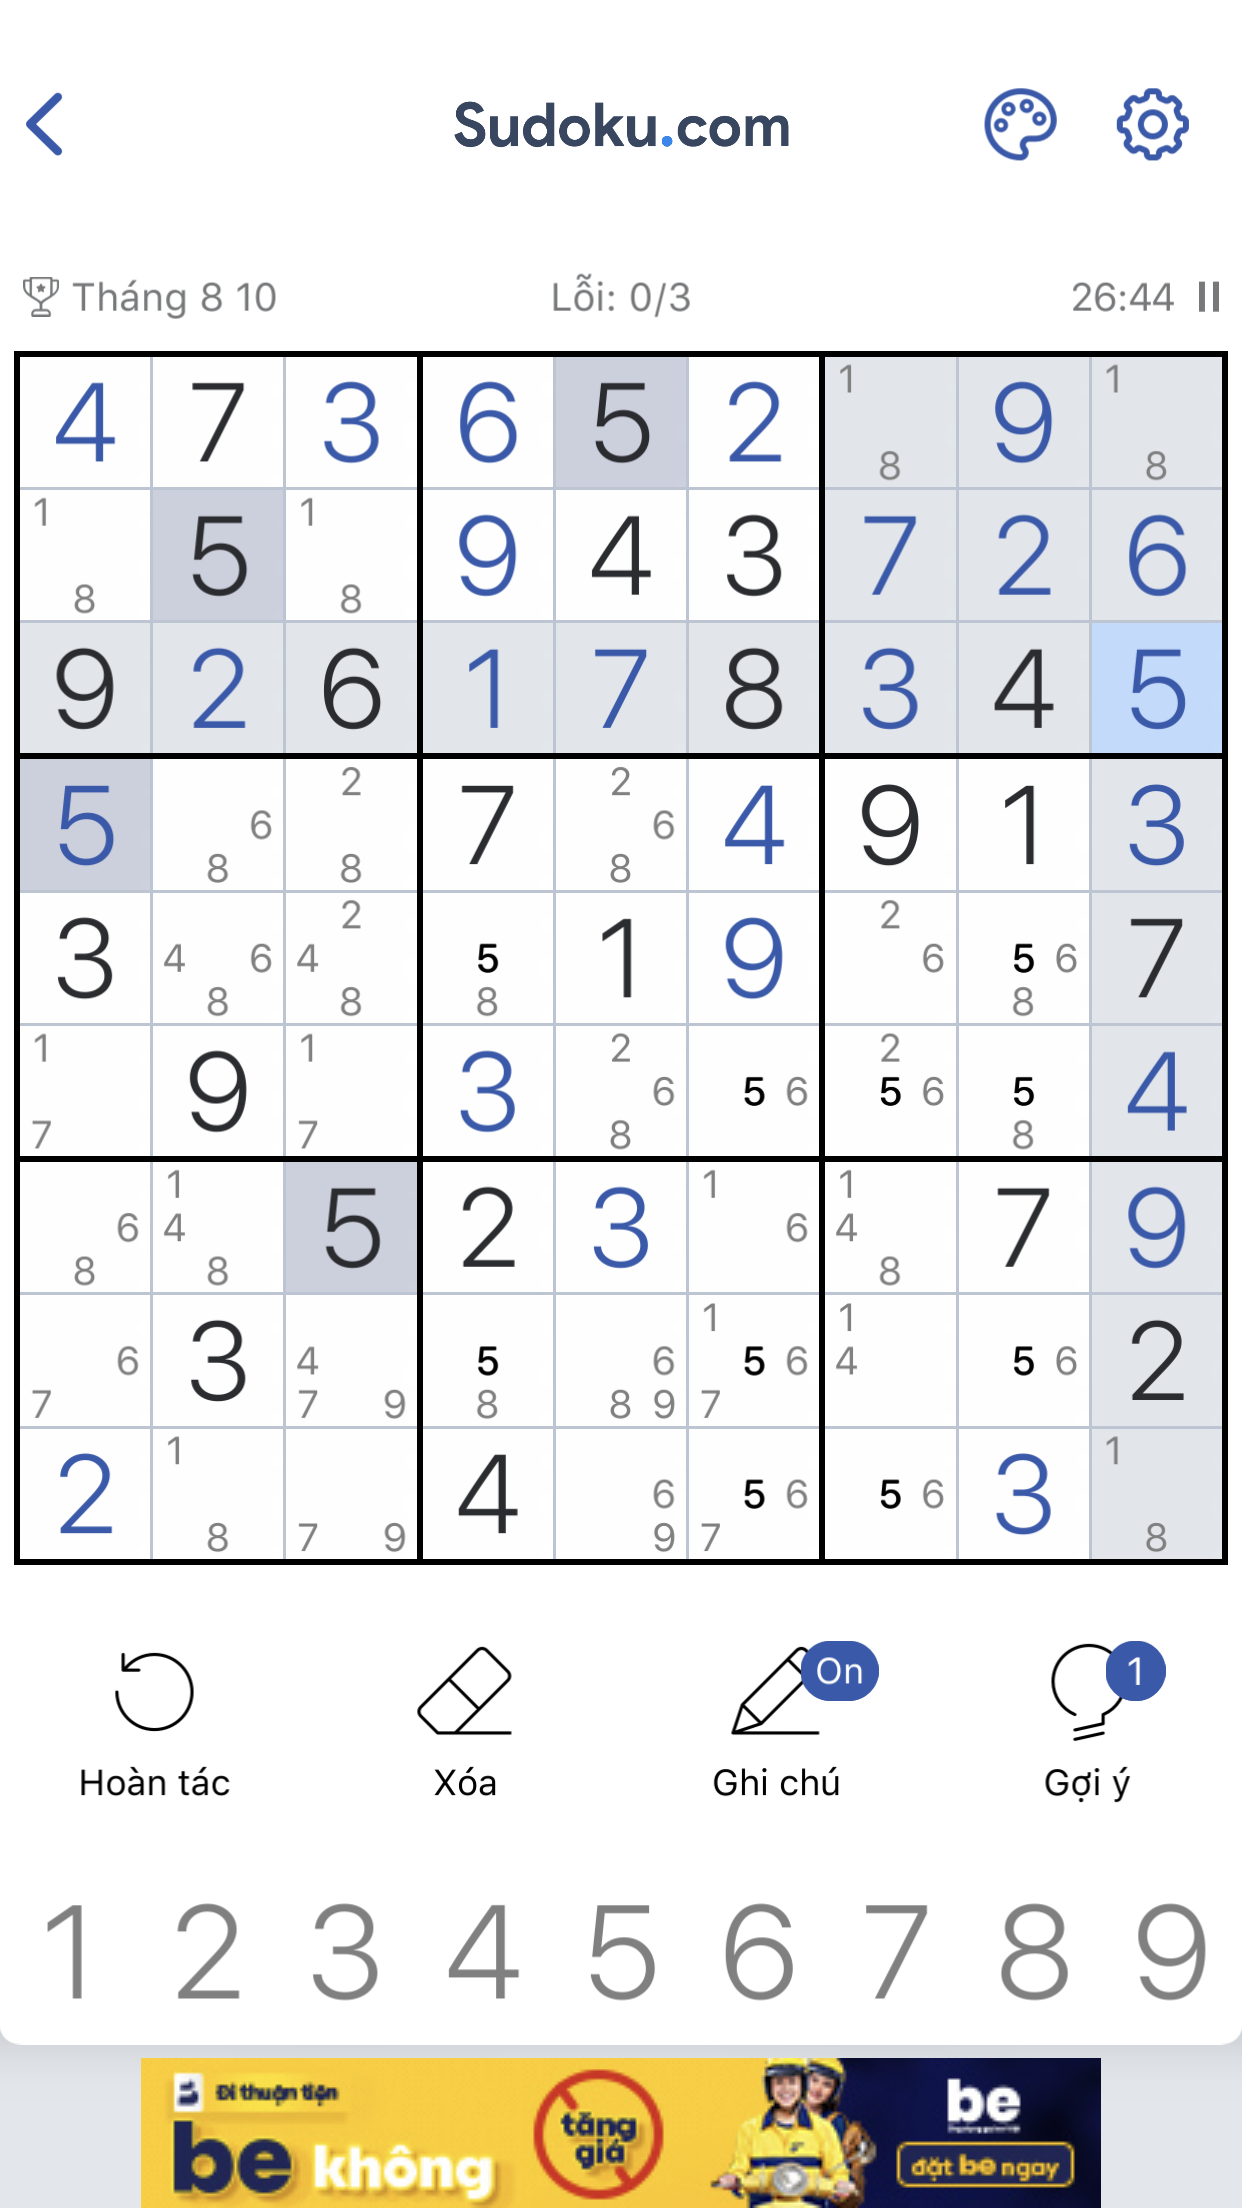 Sudoku.com
Tháng 8 10 Lỗi: 0/3 26:44
4 7 3 6 5 2 1 8 9 1 8
1 8 5 1 8 9 4 3 7 2 6
9 2 6 1 7 8 3 4 5
5 6 8 2 8 7 2 6 8 4 9 1 3
3 4 6 8 2 4 8 5 8 1 9 2 6 5 6 8 7
1 7 9 1 7 3 2 6 8 5 6 2 5 6 5 8 4
6 8 1 4 8 5 2 3 1 6 1 4 8 7 9
6 7 3 4 7 9 5 8 6 8 9 1 5 6 7 1 4 5 6 2
2 1 8 7 9 4 6 9 5 6 7 5 6 3 1 8
On 1
Hoàn tác Xóa Ghi chú Gợi ý
1 2 3 4 5 6 7 8 9
Đi thuận tiện
be không
tăng
giá
be
đặt be ngay